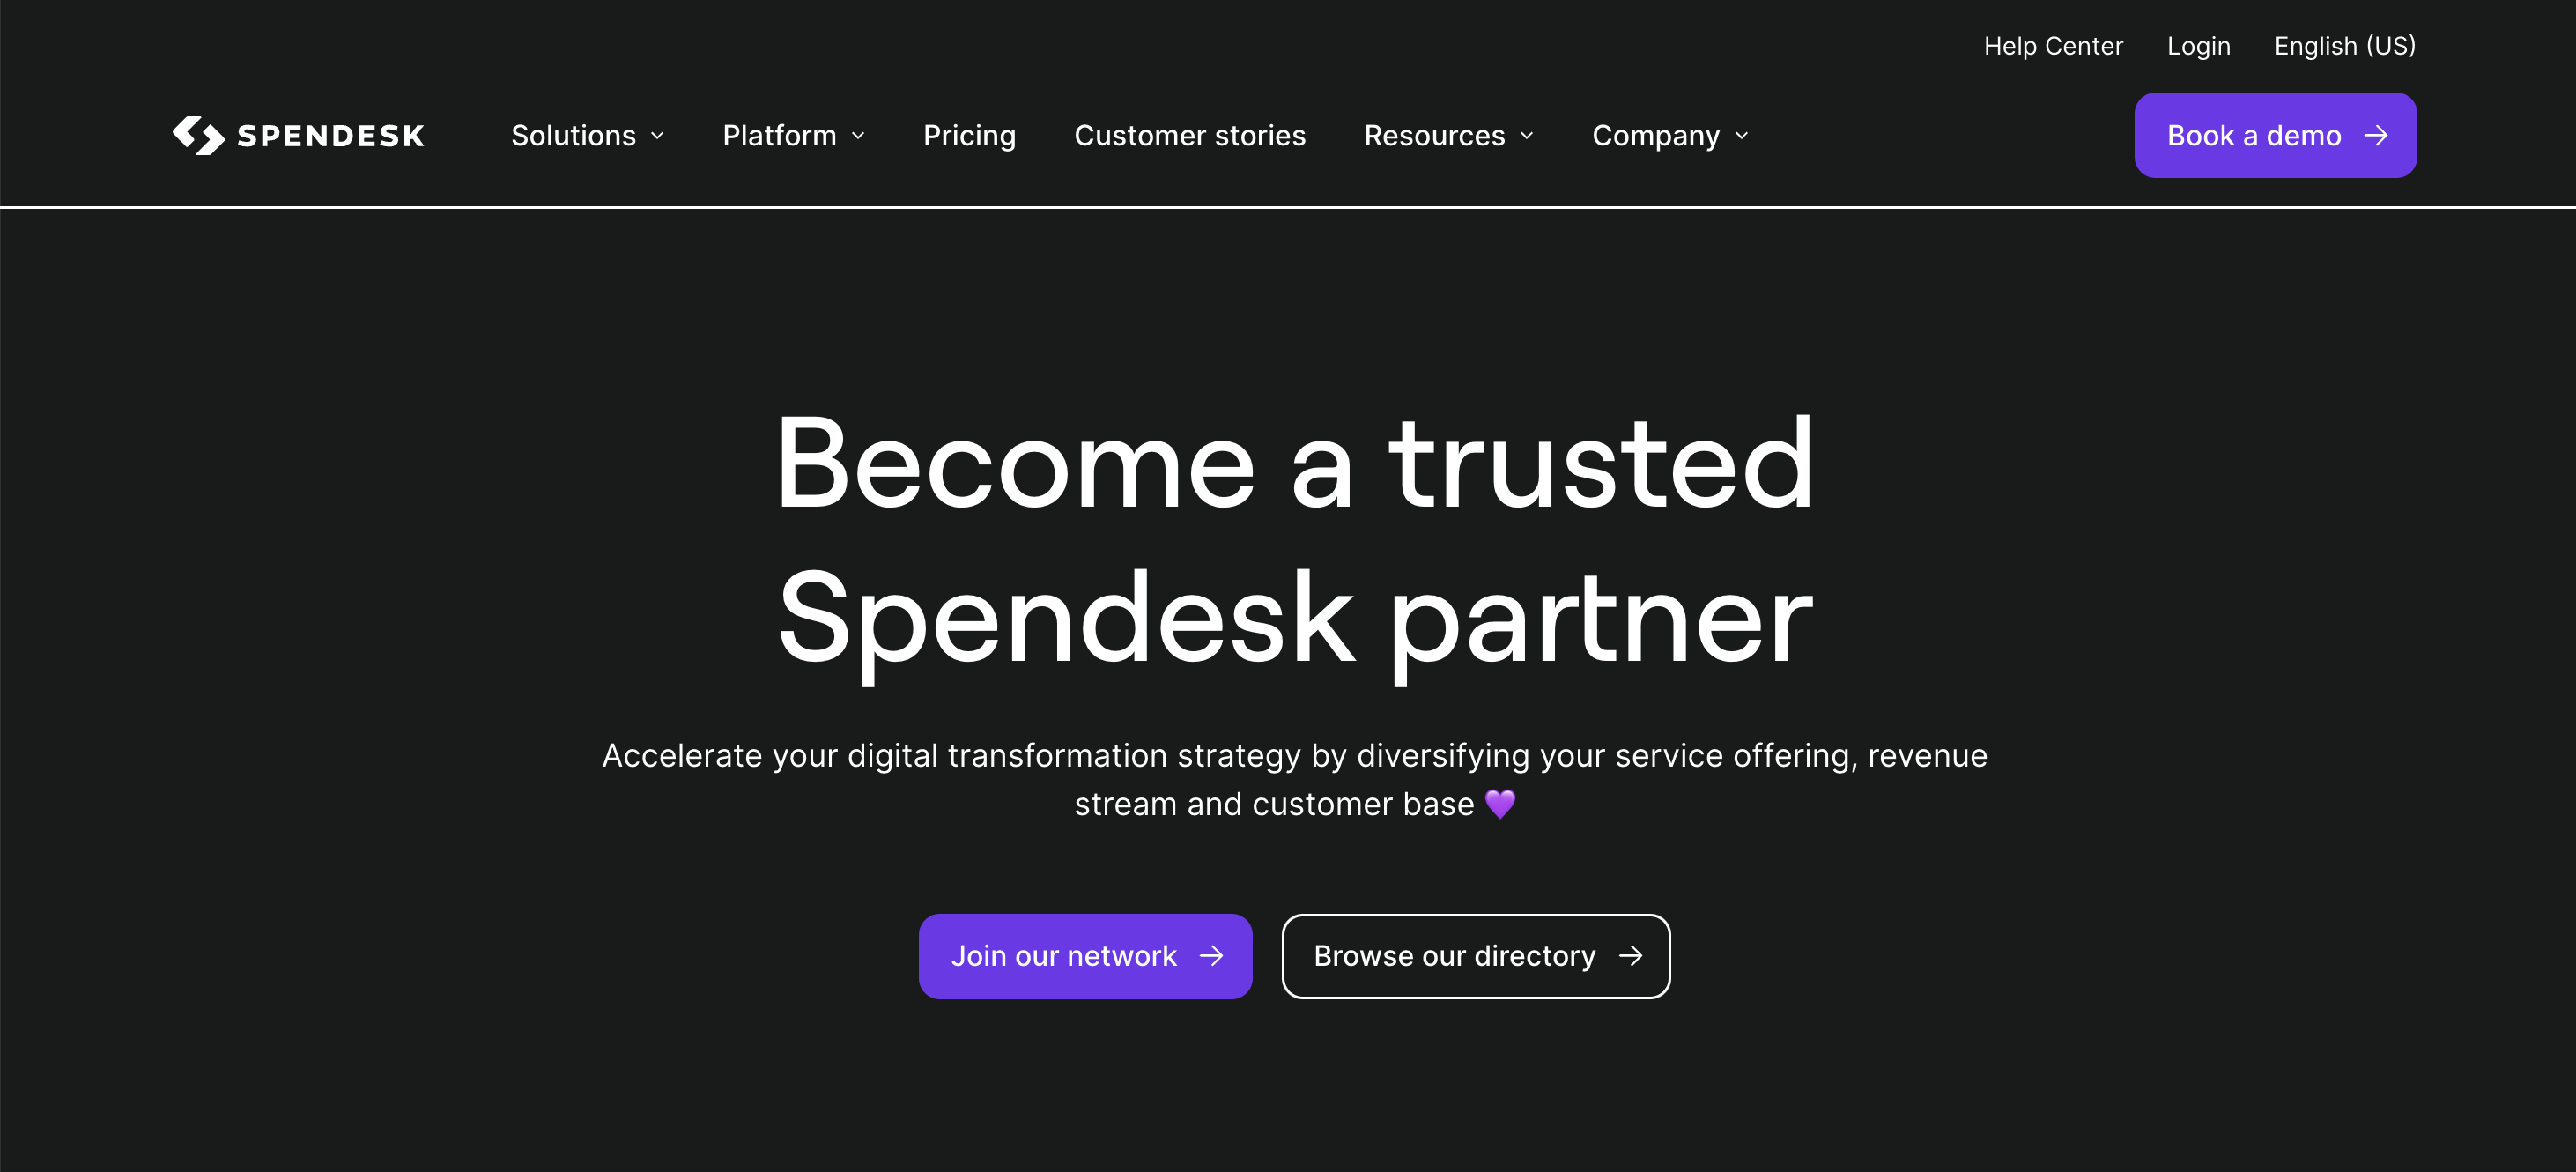 Help Center Login English (US)
SPENDESK Solutions Platform Pricing Customer stories Resources Company Book a demo →
Become a trusted
Spendesk partner
Accelerate your digital transformation strategy by diversifying your service offering, revenue
stream and customer base 💜
Join our network → Browse our directory →